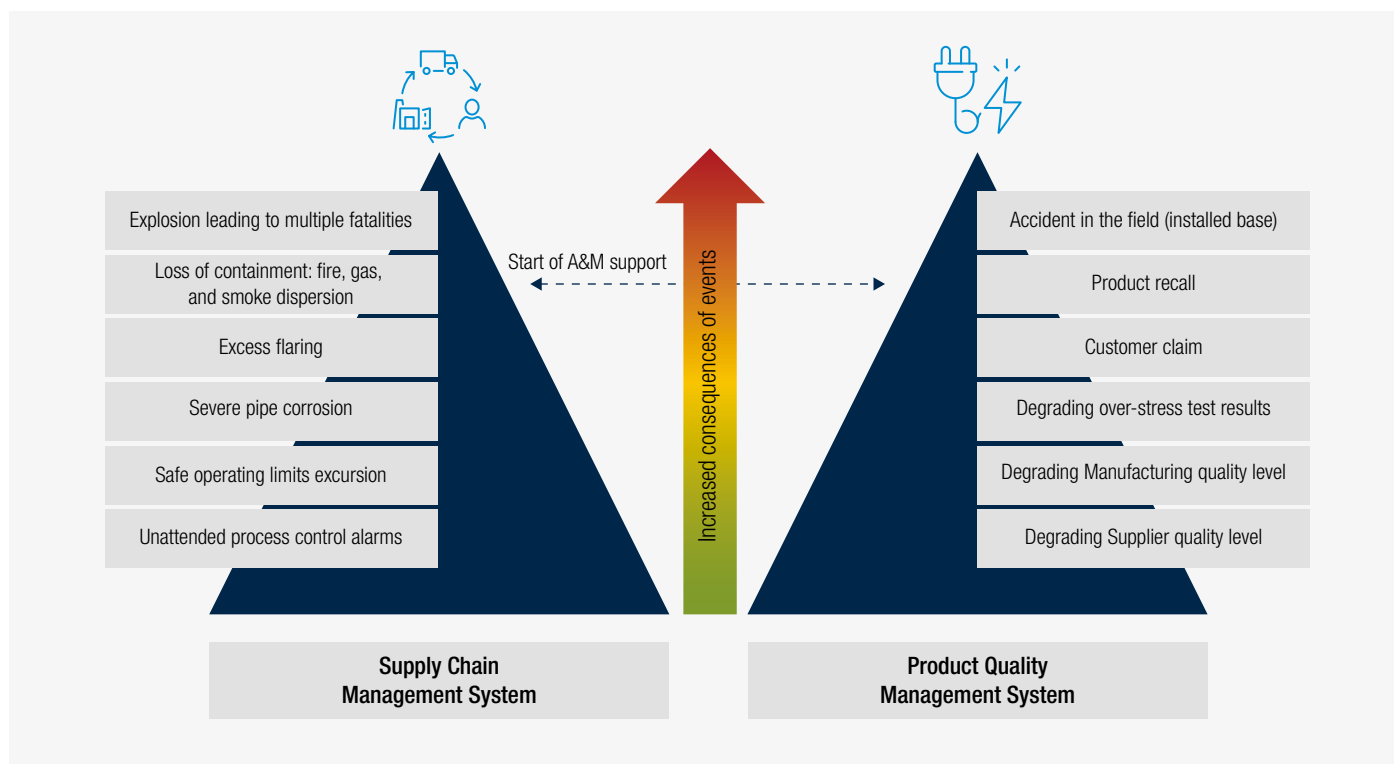 Explosion leading to multiple fatalities
Loss of containment: fire, gas,
and smoke dispersion
Excess flaring
Severe pipe corrosion
Safe operating limits excursion
Unattended process control alarms
Supply Chain
Management System
Start of A&M support
Increased consequences of events
Accident in the field (installed base)
Product recall
Customer claim
Degrading over-stress test results
Degrading Manufacturing quality level
Degrading Supplier quality level
Product Quality
Management System